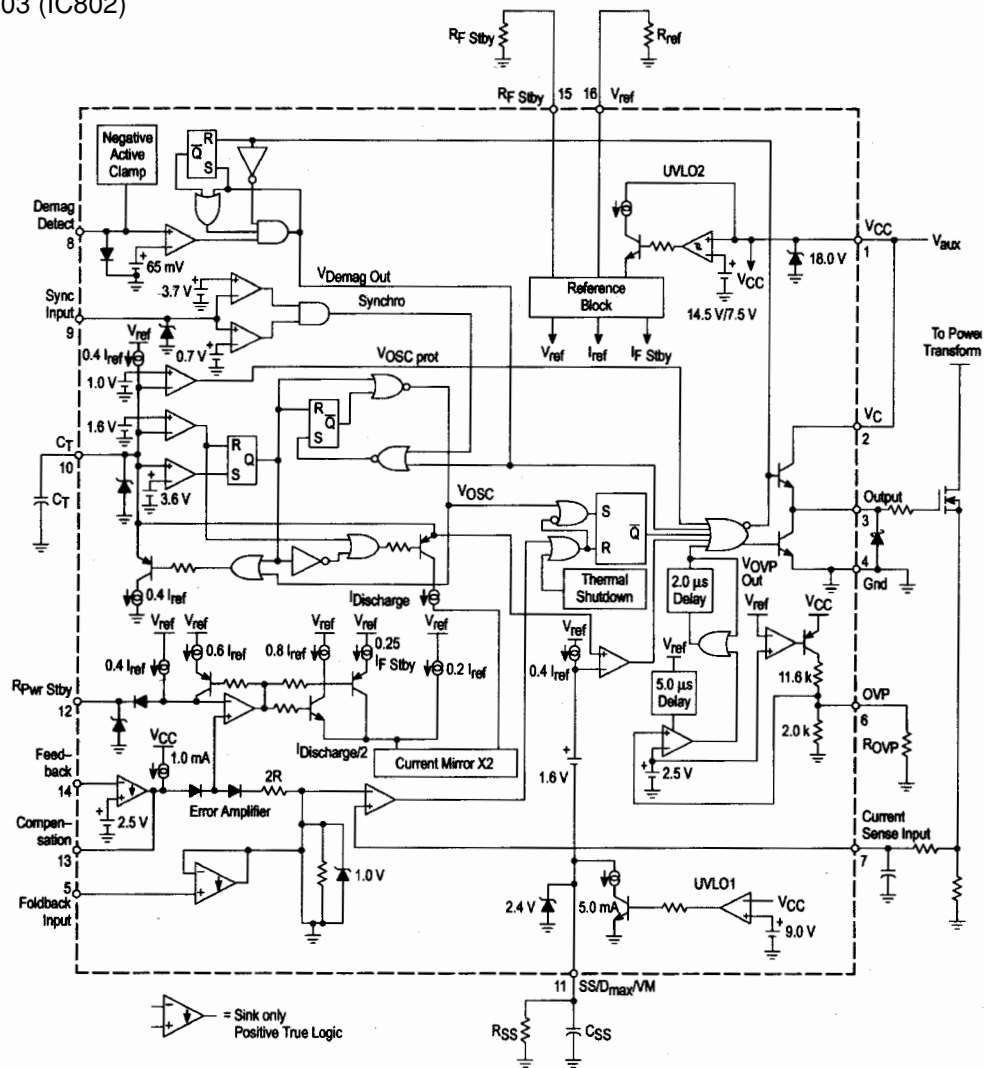 03 (IC802)
RF Stby
Rref
RF Stby 15 16 Vref
Negative
Active
Clamp
R
Q
S
UVLO2
Demag
Detect
8
65 mV
VCC
1
Vaux
18.0 V
VCC
14.5 V/7.5 V
VDemag Out
3.7 V
Synchro
Reference
Block
Sync
Input
9
0.7 V
Vref
Iref
IF Stby
To Power
Transform
Vref
0.4 Iref
VOSC prot
1.0 V
1.6 V
R
Q
S
R
Q
S
VC
2
CT
10
CT
3.6 V
VOSC
S
Q
R
Output
3
4
Gnd
Thermal
Shutdown
2.0 µs
Delay
VOVP
Out
Vref
VCC
0.4 Iref
IDischarge
Vref
Vref
0.6 Iref
Vref
0.8 Iref
Vref
0.25
IF Stby
Vref
0.2 Iref
Vref
0.4 Iref
Vref
5.0 µs
Delay
11.6 k
0.4 Iref
RPwr Stby
12
OVP
6
2.0 k
ROVP
IDischarge/2
Current Mirror X2
2.5 V
1.6 V
Feed-
back
14
VCC
1.0 mA
2R
Error Amplifier
2.5 V
Compen-
sation
13
Current
Sense Input
7
5
Foldback
Input
1.0 V
2.4 V
5.0 mA
UVLO1
VCC
9.0 V
11
SS/Dmax/VM
RSS
CSS
= Sink only
Positive True Logic